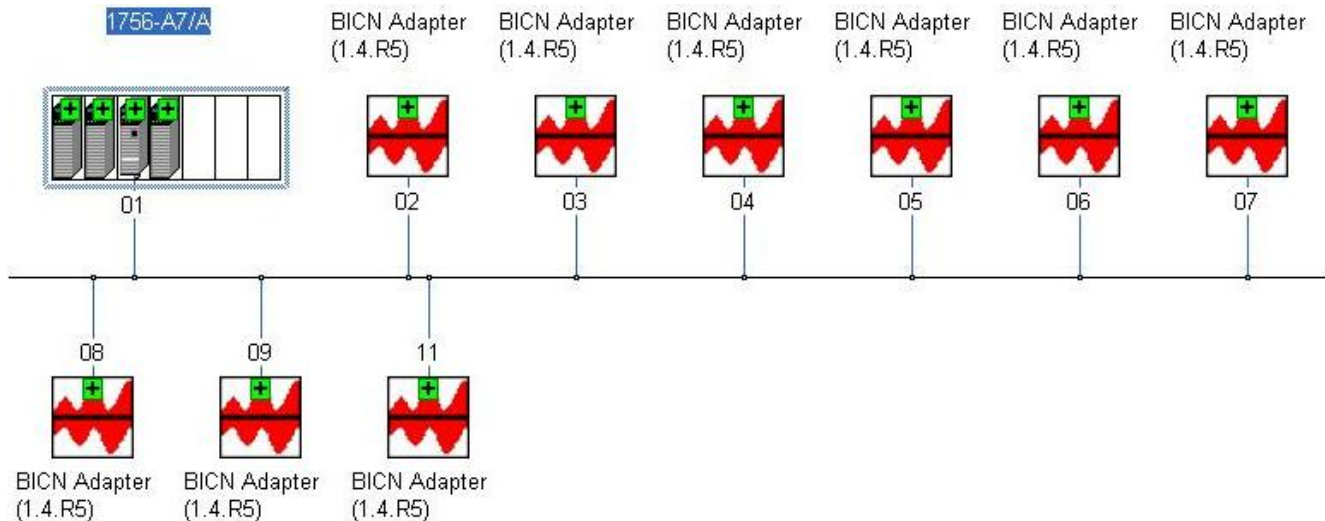 1756-A7/A
BICN Adapter
(1.4.R5)
BICN Adapter
(1.4.R5)
BICN Adapter
(1.4.R5)
BICN Adapter
(1.4.R5)
BICN Adapter
(1.4.R5)
BICN Adapter
(1.4.R5)
01
02
03
04
05
06
07
08
09
11
BICN Adapter
(1.4.R5)
BICN Adapter
(1.4.R5)
BICN Adapter
(1.4.R5)